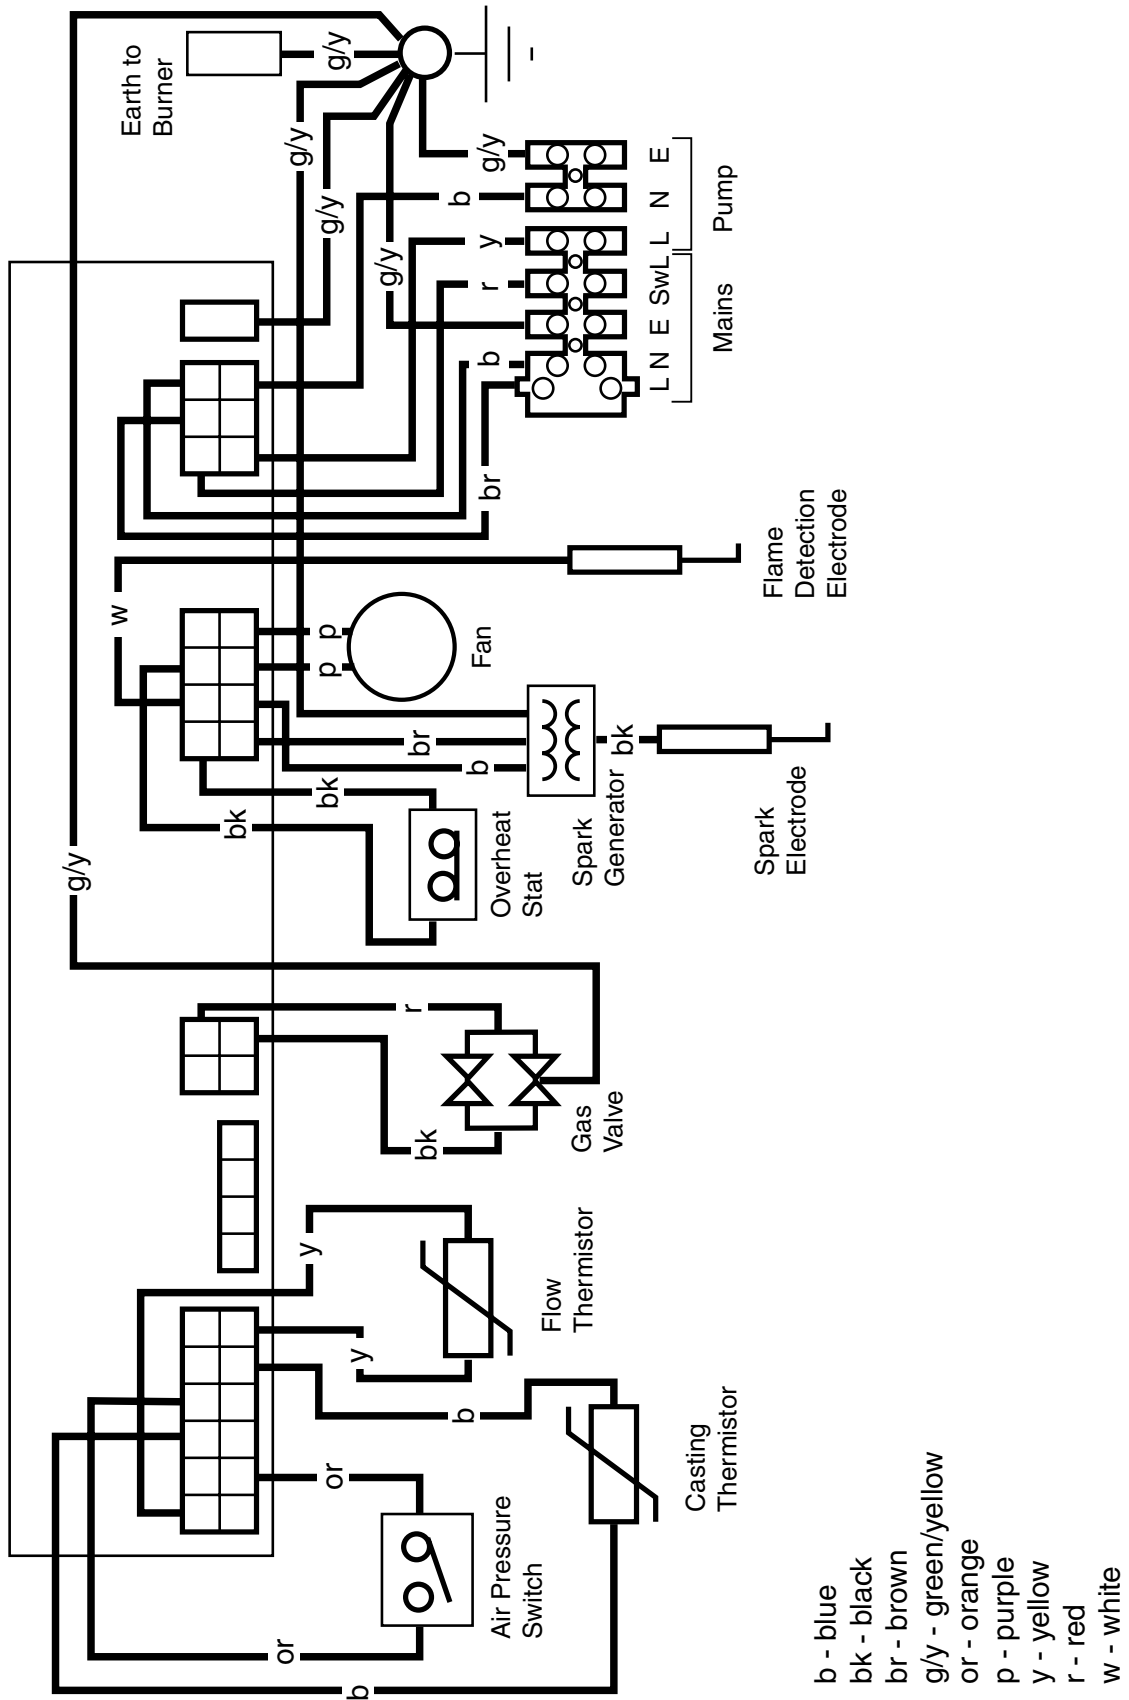 g/y
w
Earth to
Burner
bk
or
g/y
y
or
bk
p
p
g/y
g/y
b
y
g/y
r
br
bk
b
b
b
br
b
r
y
g/y
Fan
Air Pressure
Switch
Overheat
Stat
Flow
Thermistor
Gas
Valve
Spark
Generator
bk
L N E SwL L N E
Casting
Thermistor
Mains
Pump
Spark
Electrode
Flame
Detection
Electrode
b - blue
bk - black
br - brown
g/y - green/yellow
or - orange
p - purple
y - yellow
r - red
w - white